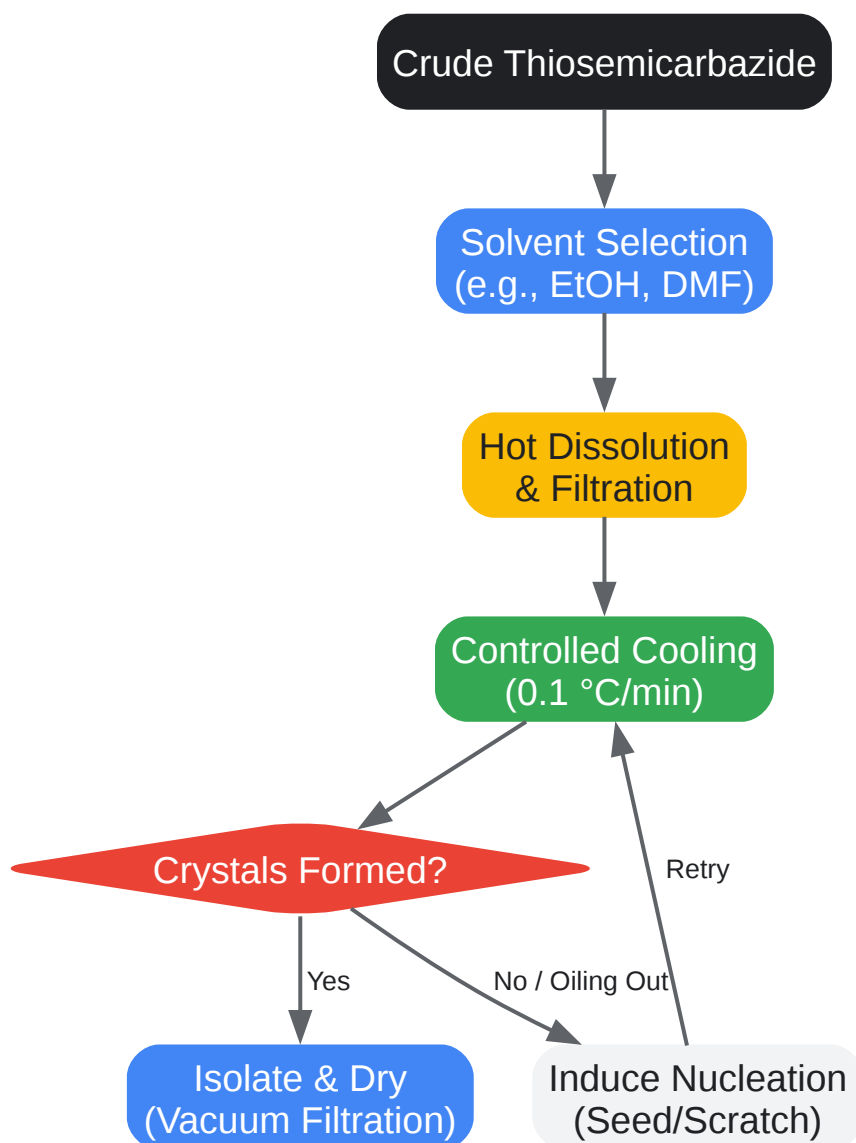 Crude Thiosemicarbazide
Solvent Selection
(e.g., EtOH, DMF)
Hot Dissolution
& Filtration
Controlled Cooling
(0.1 °C/min)
Crystals Formed?
Retry
Yes
No / Oiling Out
Isolate & Dry
(Vacuum Filtration)
Induce Nucleation
(Seed/Scratch)